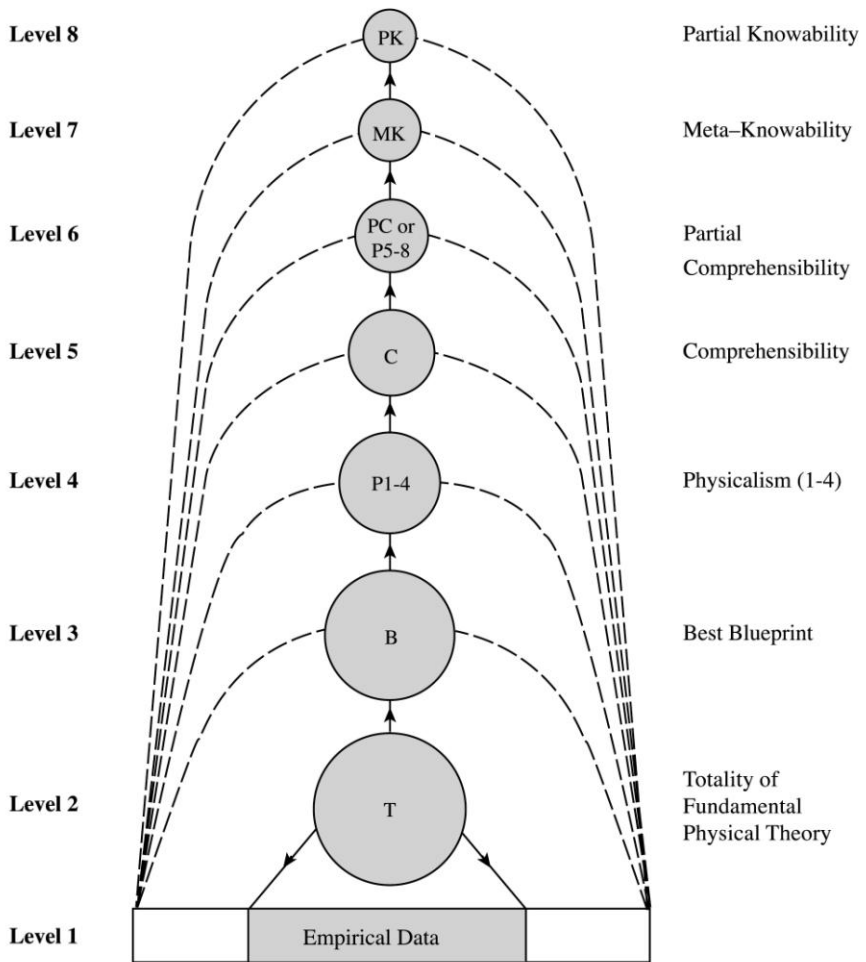 Level 8
PK
Partial Knowability
Level 7
MK
Meta–Knowability
Level 6
PC or
P5-8
Partial
Comprehensibility
Level 5
C
Comprehensibility
Level 4
P1-4
Physicalism (1-4)
Level 3
B
Best Blueprint
Level 2
T
Totality of
Fundamental
Physical Theory
Level 1
Empirical Data